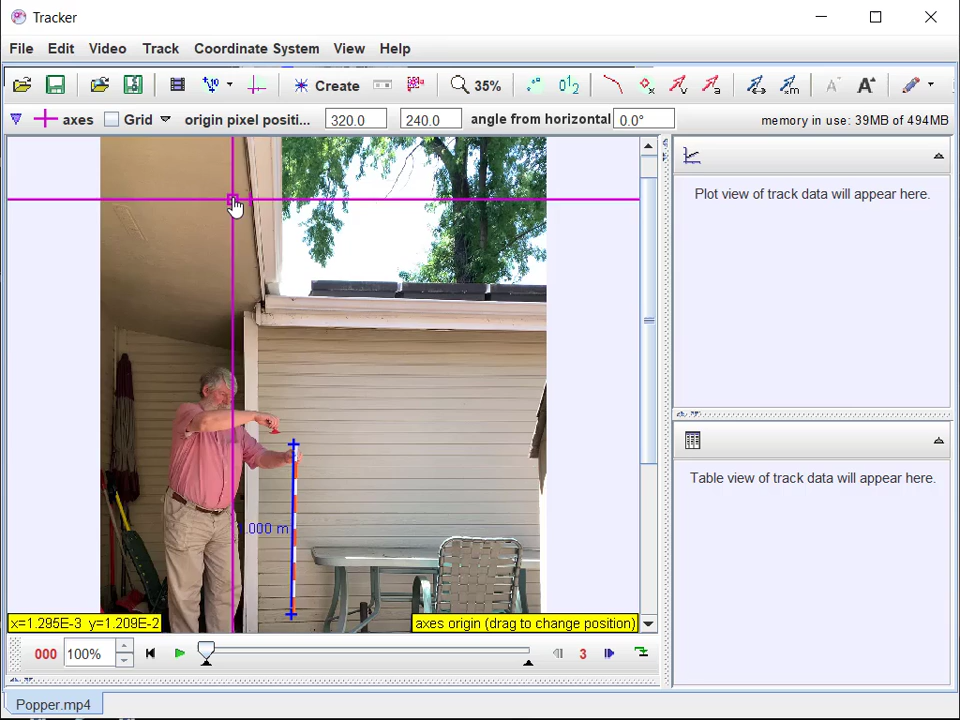 Tracker
File Edit Video Track Coordinate System View Help
Create 35%
axes Grid origin pixel positi... 320.0 240.0 angle from horizontal 0.0° memory in use: 39MB of 494MB
Plot view of track data will appear here.
Table view of track data will appear here.
.000 m
x=1.295E-3 y=1.209E-2 axes origin (drag to change position)
000 100% 3
Popper.mp4